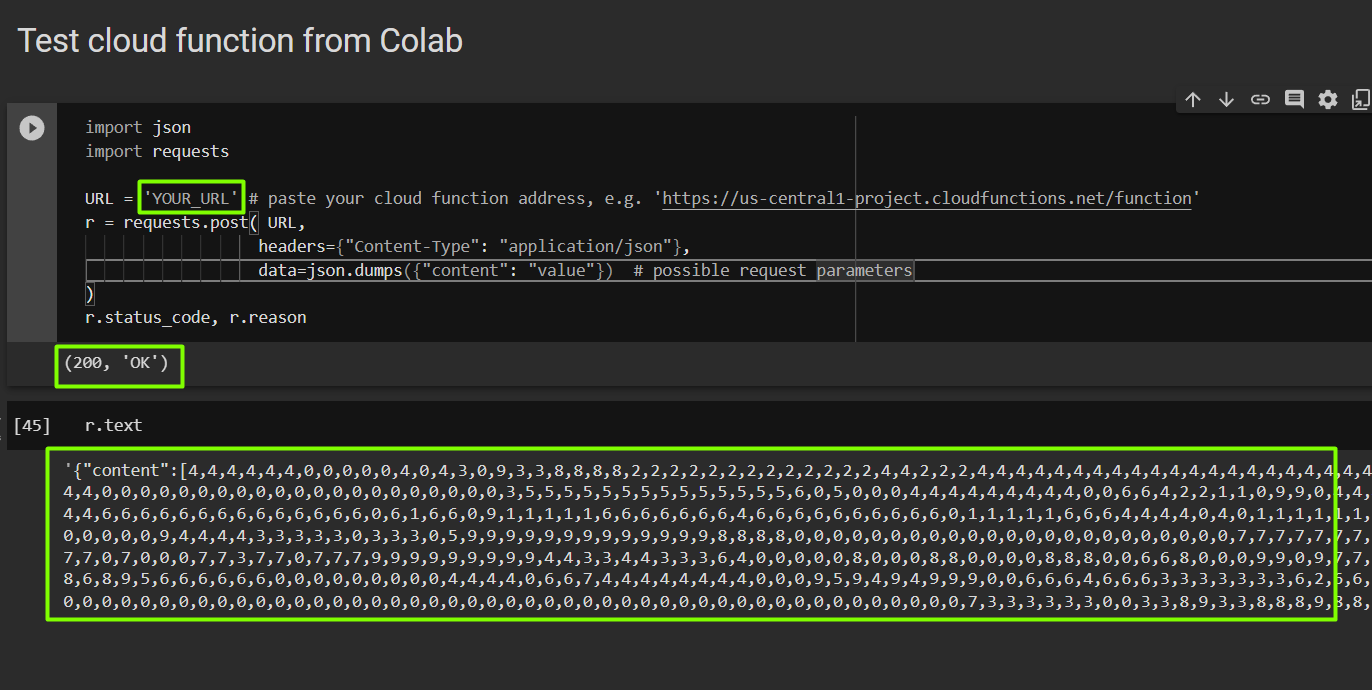 Test cloud function from Colab
import json
import requests
URL = 'YOUR_URL' # paste your cloud function address, e.g. 'https://us-central1-project.cloudfunctions.net/function'
r = requests.post( URL,
headers={"Content-Type": "application/json"},
data=json.dumps({"content": "value"})  # possible request parameters
)
r.status_code, r.reason
(200, 'OK')
[45] r.text
'{"content":[4,4,4,4,4,4,0,0,0,0,0,4,0,4,3,0,9,3,3,8,8,8,8,2,2,2,2,2,2,2,2,2,2,2,2,2,4,4,2,2,2,4,4,4,4,4,4,4,4,4,4,4,4,4,4,4,4,4,4,4,4,4
4,4,0,0,0,0,0,0,0,0,0,0,0,0,0,0,0,0,0,0,0,0,0,3,5,5,5,5,5,5,5,5,5,5,5,5,5,5,6,0,5,0,0,0,4,4,4,4,4,4,4,4,4,0,0,6,6,4,2,2,1,1,0,9,9,0,4,4,
4,4,6,6,6,6,6,6,6,6,6,6,6,6,6,6,0,6,1,6,6,0,9,1,1,1,1,1,6,6,6,6,6,6,6,4,6,6,6,6,6,6,6,6,6,6,0,1,1,1,1,1,6,6,6,4,4,4,4,0,4,0,1,1,1,1,1,1,
0,0,0,0,0,9,4,4,4,4,3,3,3,3,3,0,3,3,3,0,5,9,9,9,9,9,9,9,9,9,9,9,9,9,8,8,8,8,0,0,0,0,0,0,0,0,0,0,0,0,0,0,0,0,0,0,0,0,0,0,0,7,7,7,7,7,7,7,
7,7,0,7,0,0,0,7,7,3,7,7,0,7,7,7,9,9,9,9,9,9,9,9,9,4,4,3,3,4,4,3,3,3,6,4,0,0,0,0,0,8,0,0,0,8,8,0,0,0,0,8,8,8,0,0,6,6,8,0,0,0,9,9,0,9,7,7,
8,6,8,9,5,6,6,6,6,6,6,0,0,0,0,0,0,0,0,0,4,4,4,4,0,6,6,7,4,4,4,4,4,4,4,4,0,0,0,9,5,9,4,9,4,9,9,9,0,0,6,6,6,4,6,6,6,3,3,3,3,3,3,3,6,2,6,6,
0,0,0,0,0,0,0,0,0,0,0,0,0,0,0,0,0,0,0,0,0,0,0,0,0,0,0,0,0,0,0,0,0,0,0,0,0,0,0,0,0,0,0,0,0,0,0,7,3,3,3,3,3,3,0,0,3,3,8,9,3,3,8,8,8,9,8,8,